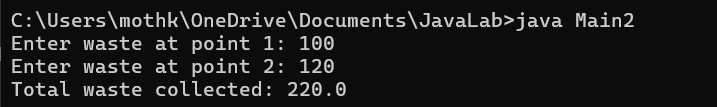 C:\Users\mothk\OneDrive\Documents\JavaLab>java Main2
Enter waste at point 1: 100
Enter waste at point 2: 120
Total waste collected: 220.0